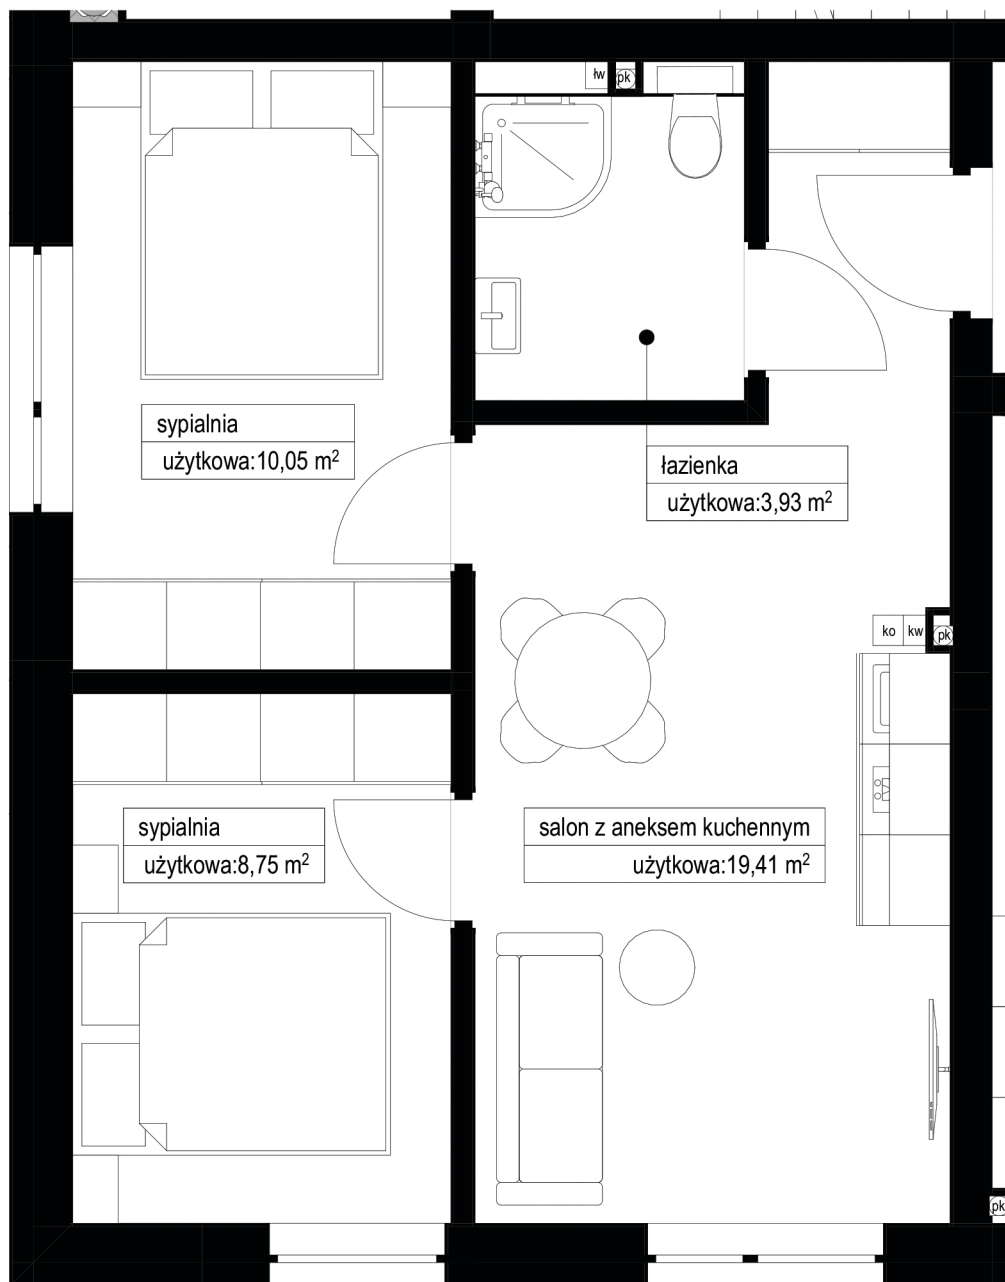 łw
pk
sypialnia
użytkowa:10,05 m²
łazienka
użytkowa:3,93 m²
ko
kw
pk
sypialnia
użytkowa:8,75 m²
salon z aneksem kuchennym
użytkowa:19,41 m²
pk